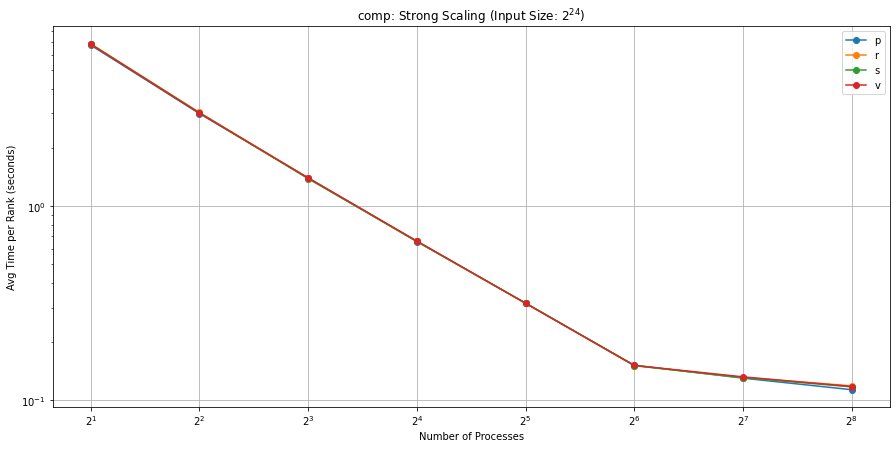 comp: Strong Scaling (Input Size: 2^24)
p
r
s
v
Avg Time per Rank (seconds)
10^0
10^−1
2^1 2^2 2^3 2^4 2^5 2^6 2^7 2^8
Number of Processes